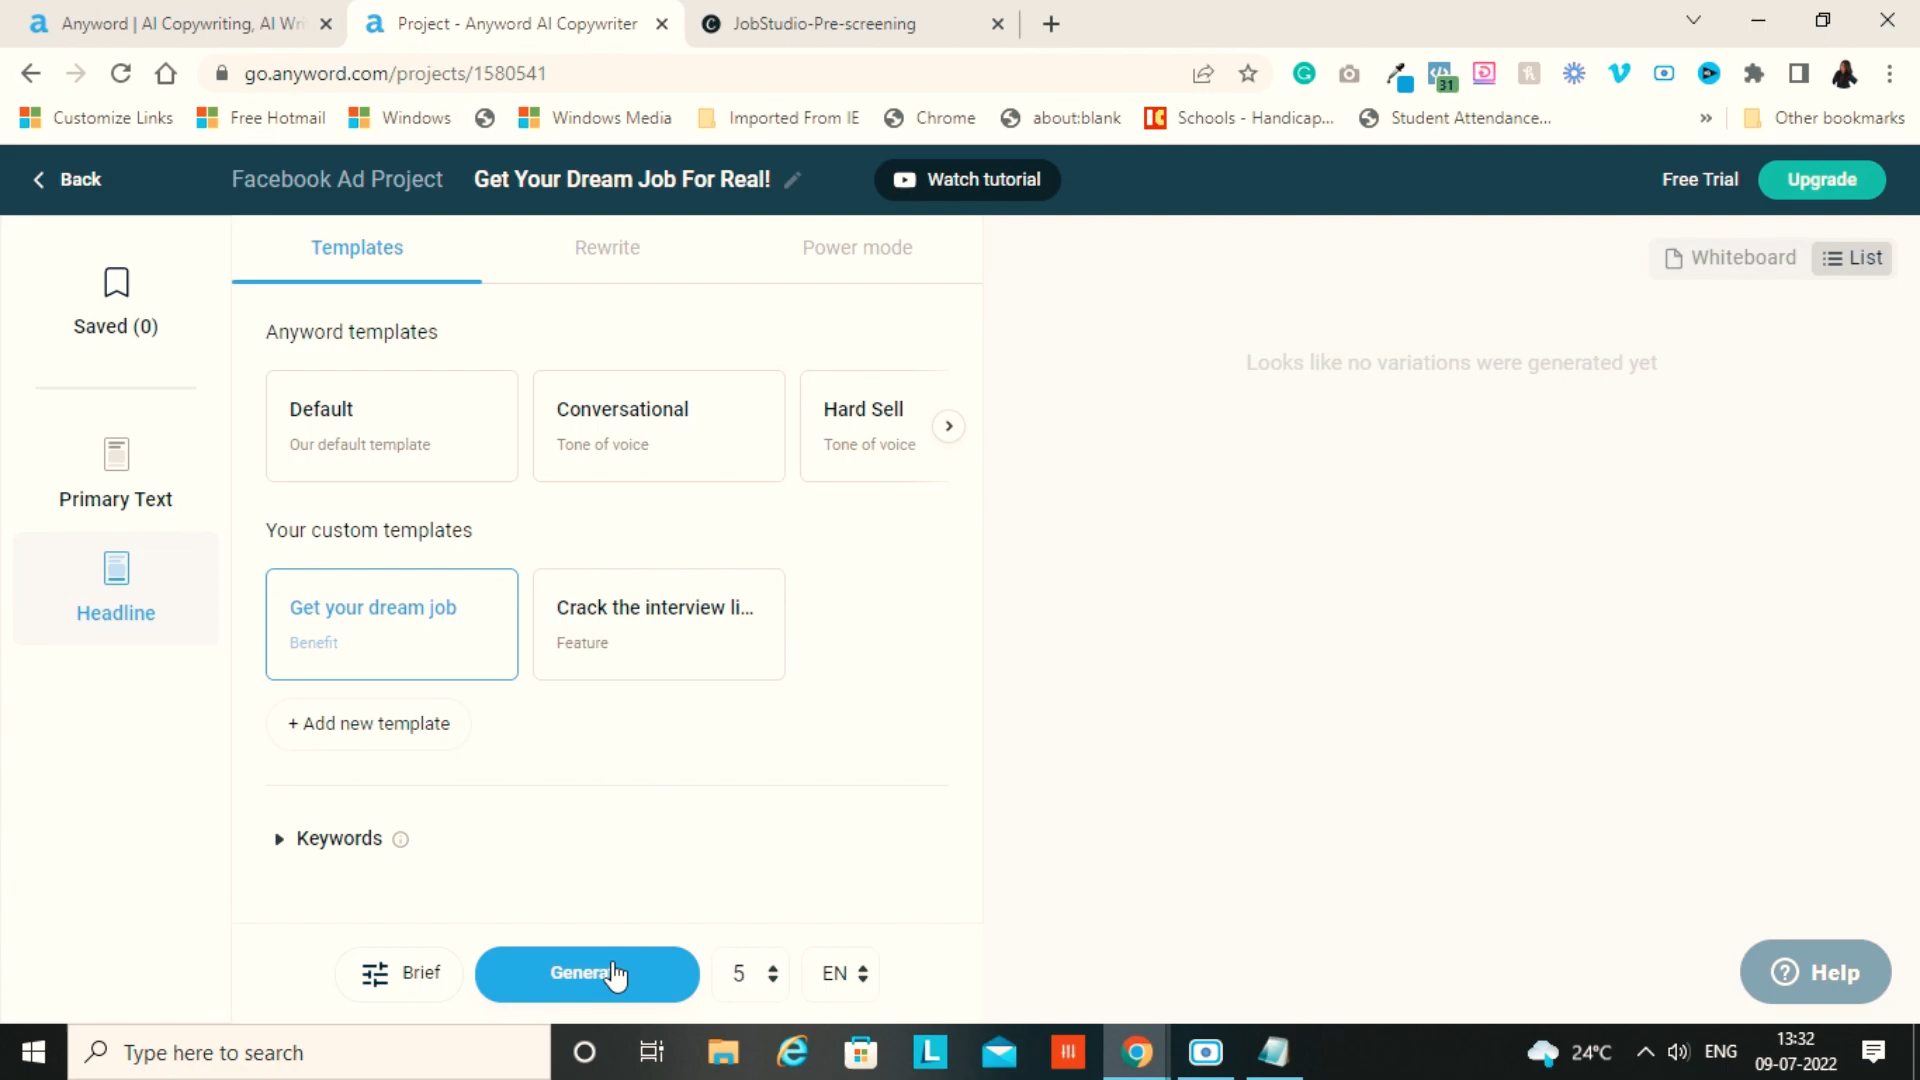 Anyword | AI Copywriting, AI Wri
Project - Anyword AI Copywriter
JobStudio-Pre-screening
go.anyword.com/projects/1580541
31
Customize Links
Free Hotmail
Windows
Windows Media
Imported From IE
Chrome
about:blank
Schools - Handicap...
Student Attendance...
»
Other bookmarks
Back
Facebook Ad Project
Get Your Dream Job For Real!
Watch tutorial
Free Trial
Upgrade
Saved (0)
Primary Text
Headline
Templates
Rewrite
Power mode
Anyword templates
Default
Our default template
Conversational
Tone of voice
Hard Sell
Tone of voice
Your custom templates
Get your dream job
Benefit
Crack the interview li...
Feature
+ Add new template
Keywords
Brief
Genera
5
EN
Whiteboard
List
Looks like no variations were generated yet
Help
Type here to search
24°C
ENG
13:32
09-07-2022